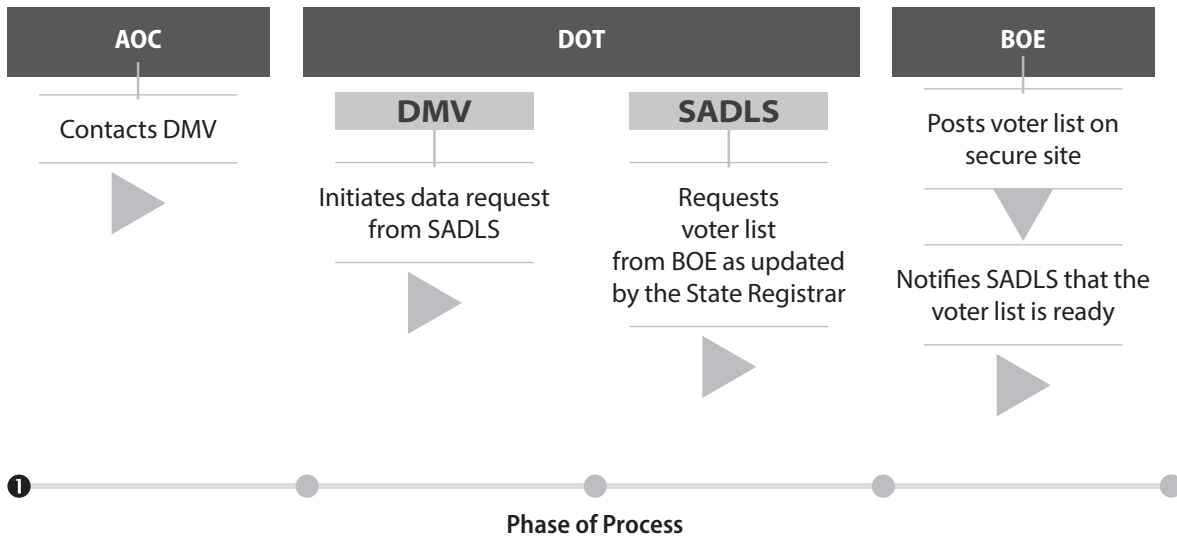 AOC
Contacts DMV
DOT
DMV
Initiates data request
from SADLS
SADLS
Requests
voter list
from BOE as updated
by the State Registrar
BOE
Posts voter list on
secure site
Notifies SADLS that the
voter list is ready
1
Phase of Process